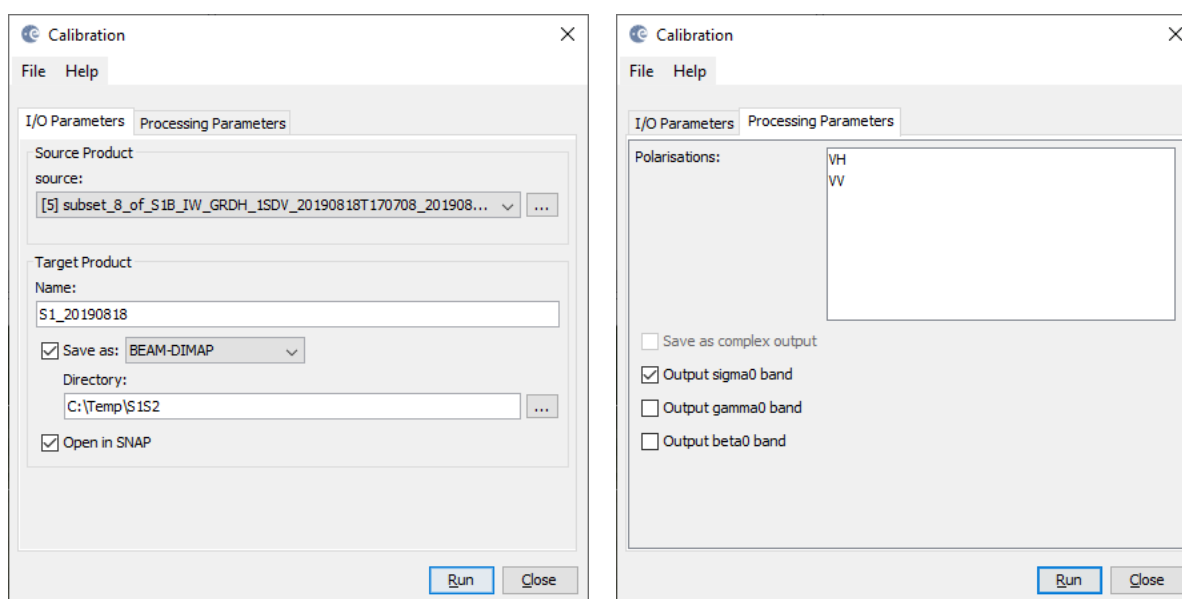 Calibration
File Help
I/O Parameters Processing Parameters
Source Product
source:
[5] subset_8_of_S1B_IW_GRDH_1SDV_20190818T170708_201908... ...
Target Product
Name:
S1_20190818
Save as: BEAM-DIMAP
Directory:
C:\Temp\S1S2 ...
Open in SNAP
Run Close
Calibration
File Help
I/O Parameters Processing Parameters
Polarisations: VH
VV
Save as complex output
Output sigma0 band
Output gamma0 band
Output beta0 band
Run Close